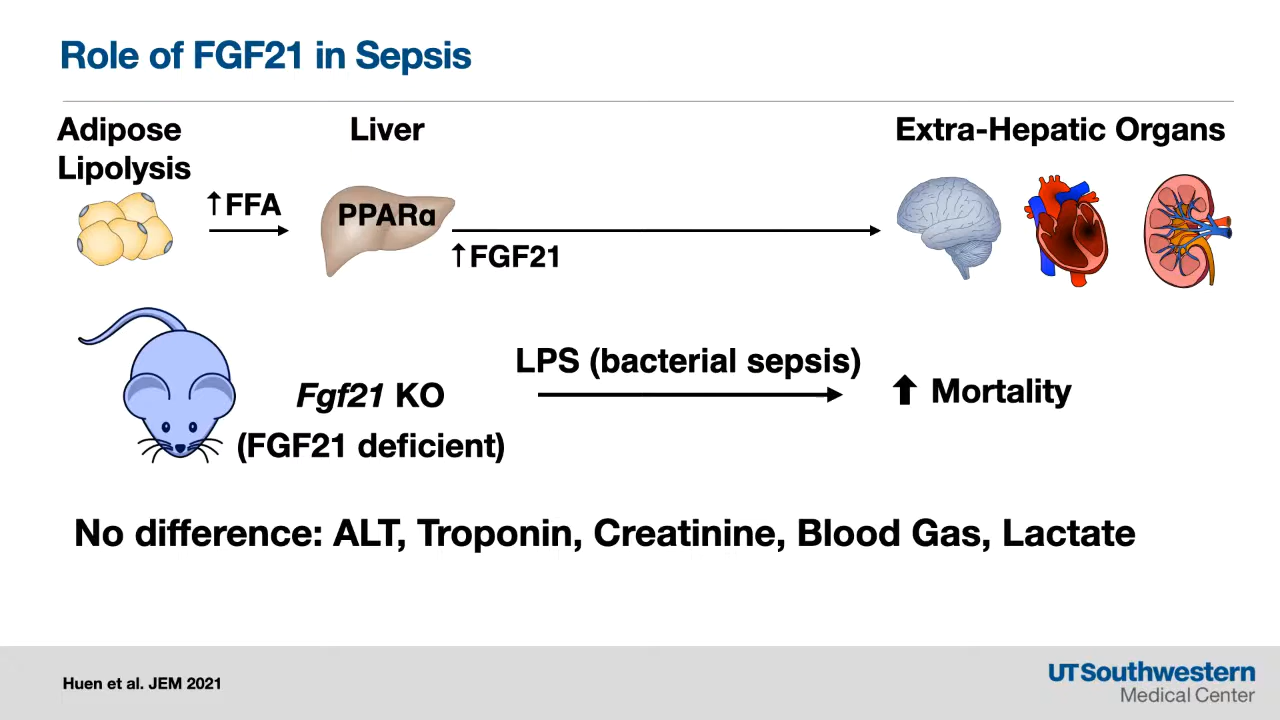 Role of FGF21 in Sepsis
Adipose
Lipolysis
Liver
Extra-Hepatic Organs
↑FFA
PPARα
↑FGF21
LPS (bacterial sepsis)
Fgf21 KO
(FGF21 deficient)
↑ Mortality
No difference: ALT, Troponin, Creatinine, Blood Gas, Lactate
Huen et al. JEM 2021
UTSouthwestern
Medical Center